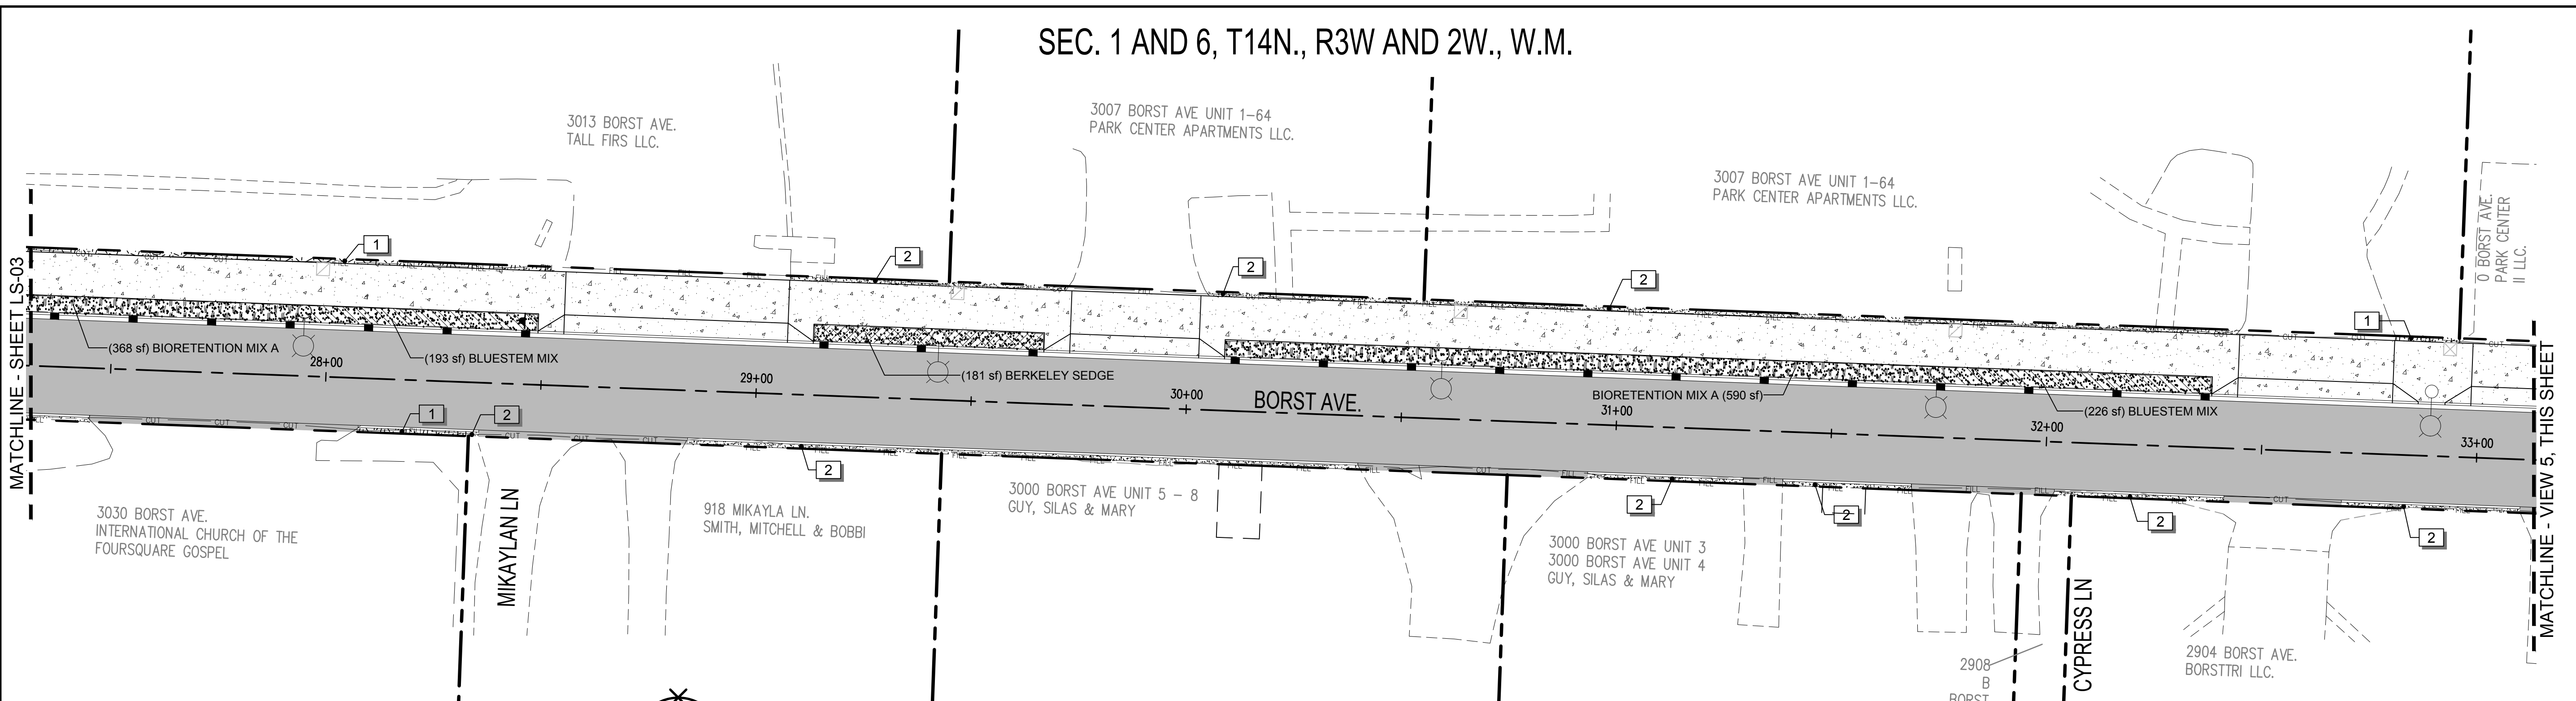 SEC. 1 AND 6, T14N., R3W AND 2W., W.M.
3013 BORST AVE.
TALL FIRS LLC.
3007 BORST AVE UNIT 1-64
PARK CENTER APARTMENTS LLC.
3007 BORST AVE UNIT 1-64
PARK CENTER APARTMENTS LLC.
0 BORST AVE.
PARK CENTER
II LLC.
MATCHLINE - SHEET LS-03
1
2
2
2
1
(368 sf) BIORETENTION MIX A
(193 sf) BLUESTEM MIX
(181 sf) BERKELEY SEDGE
BIORETENTION MIX A (590 sf)
(226 sf) BLUESTEM MIX
28+00
29+00
30+00
BORST AVE.
31+00
32+00
33+00
1
2
2
2
2
2
2
3030 BORST AVE.
INTERNATIONAL CHURCH OF THE
FOURSQUARE GOSPEL
MIKAYLAN LN
918 MIKAYLA LN.
SMITH, MITCHELL & BOBBI
3000 BORST AVE UNIT 5 - 8
GUY, SILAS & MARY
3000 BORST AVE UNIT 3
3000 BORST AVE UNIT 4
GUY, SILAS & MARY
2908
B
BORST
CYPRESS LN
2904 BORST AVE.
BORSTTRI LLC.
MATCHLINE - VIEW 5, THIS SHEET